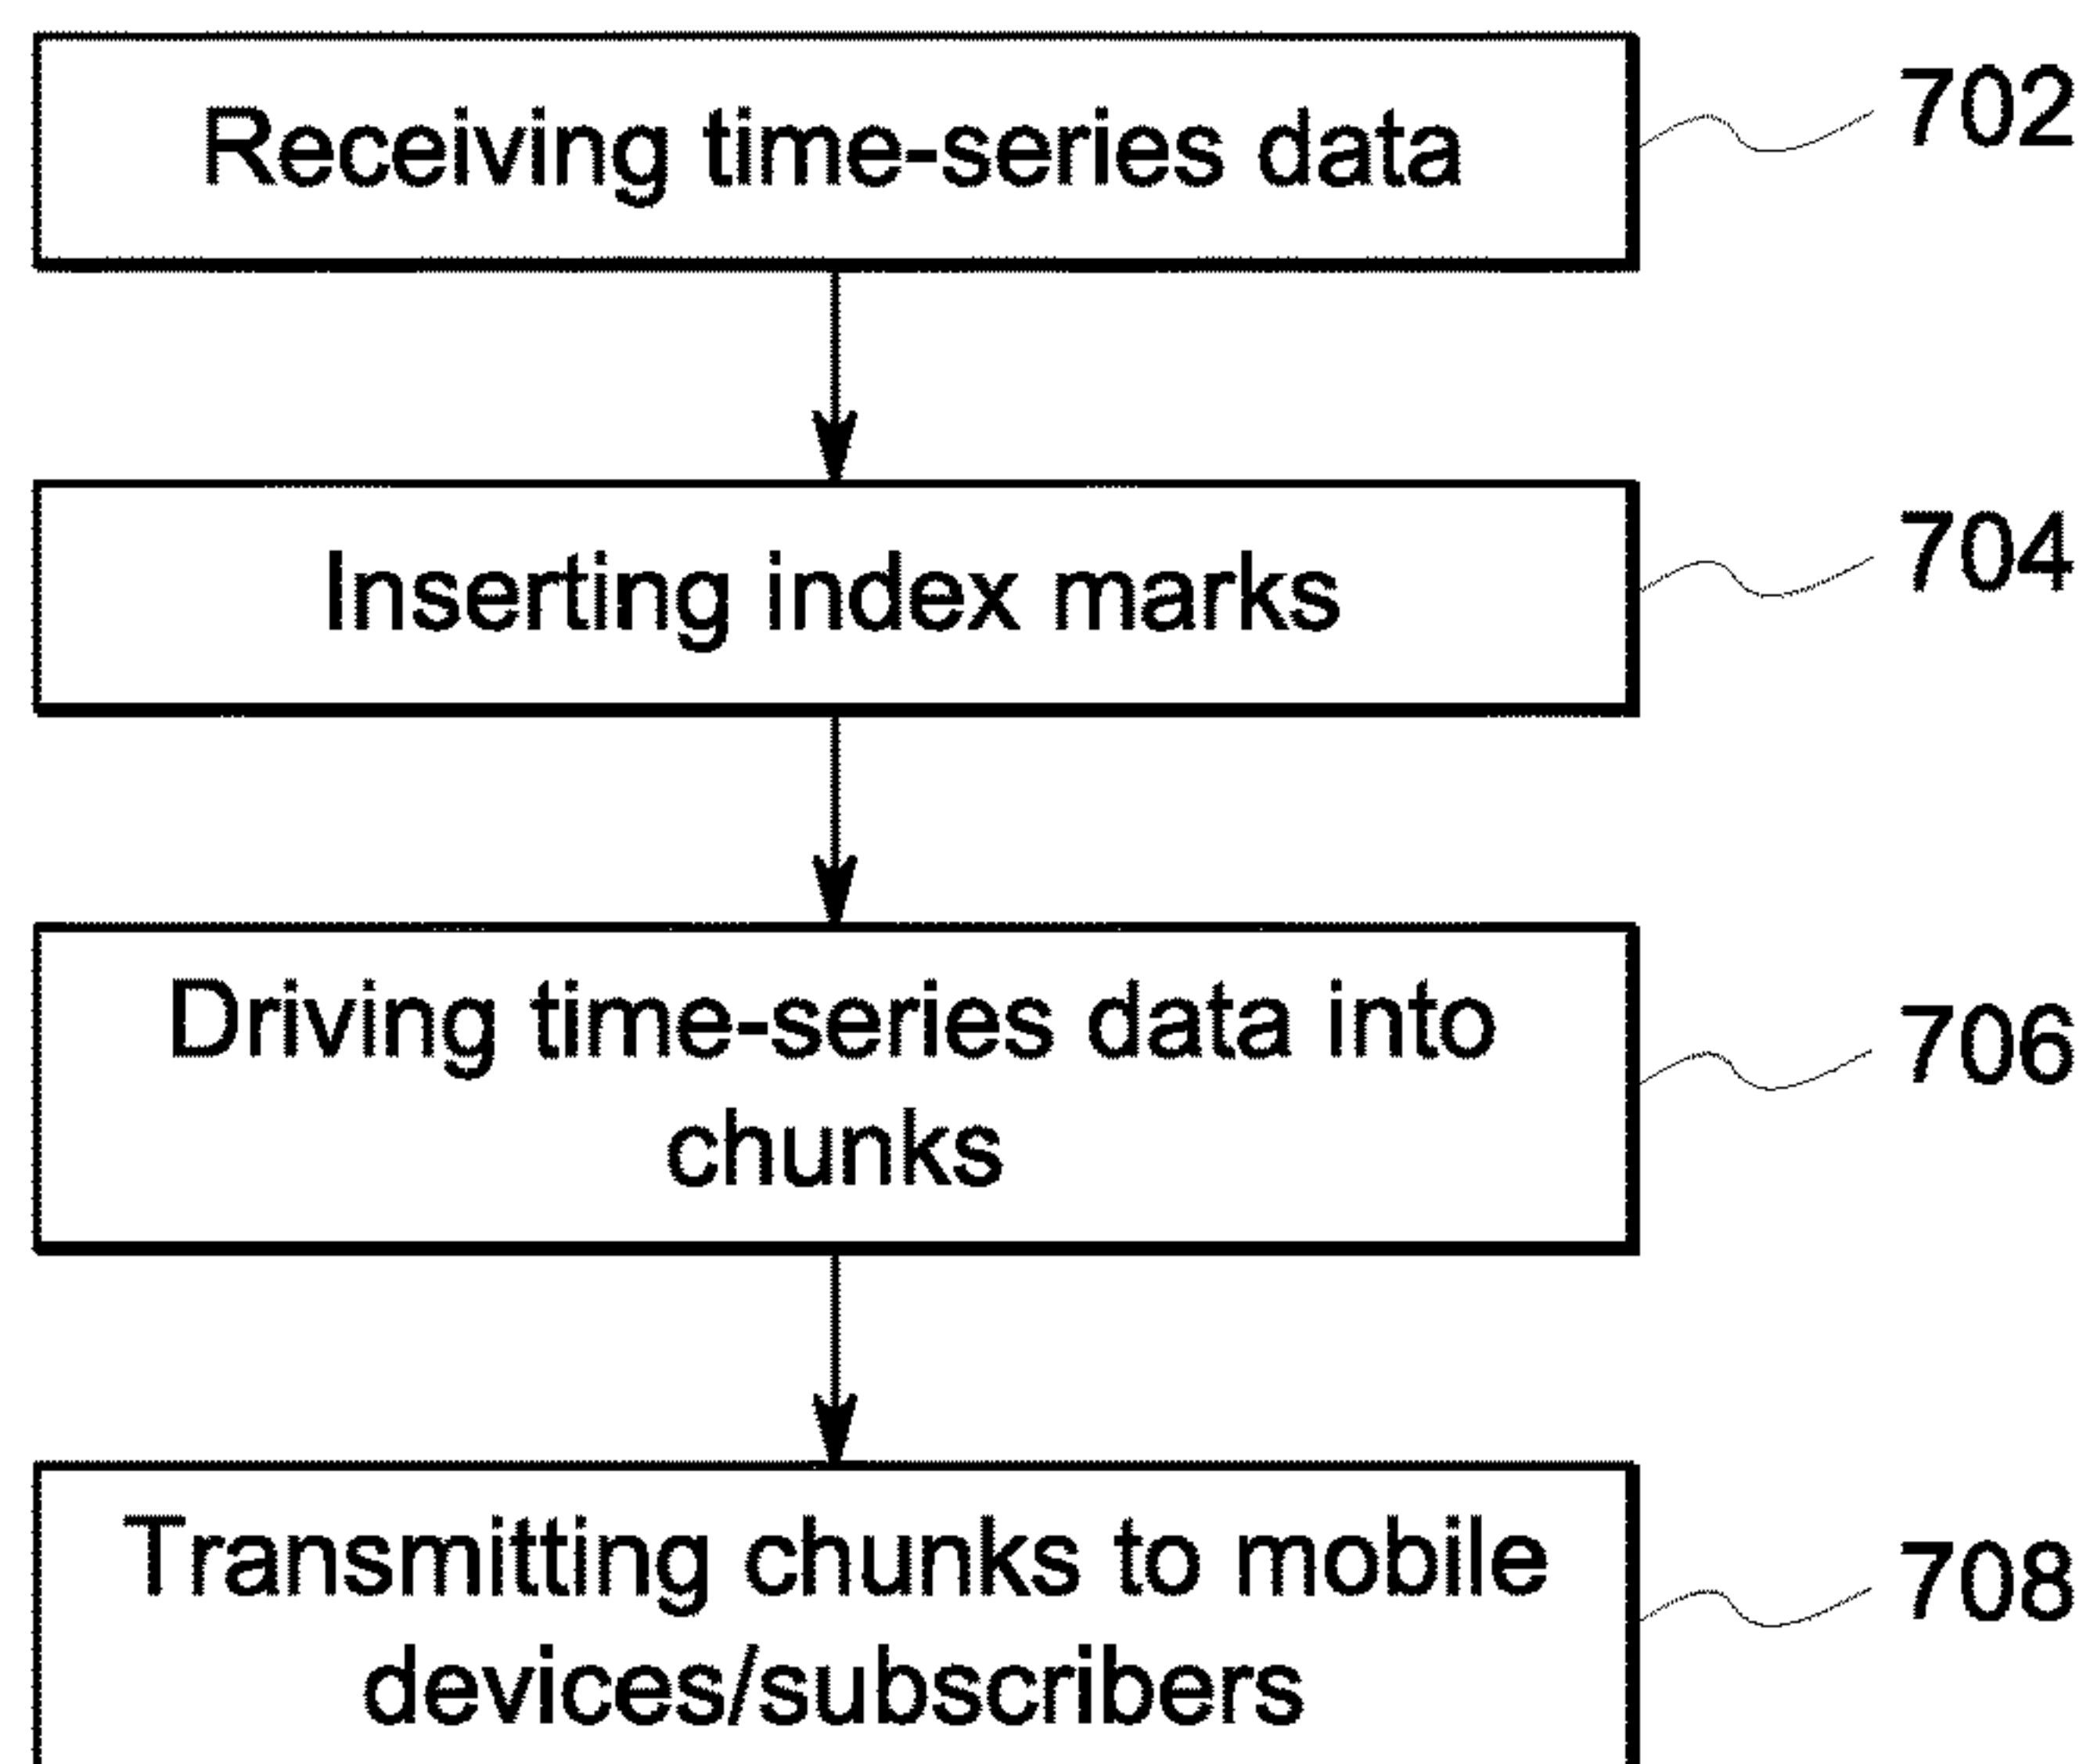 Receiving time-series data
702
Inserting index marks
704
Driving time-series data into
chunks
706
Transmitting chunks to mobile
devices/subscribers
708